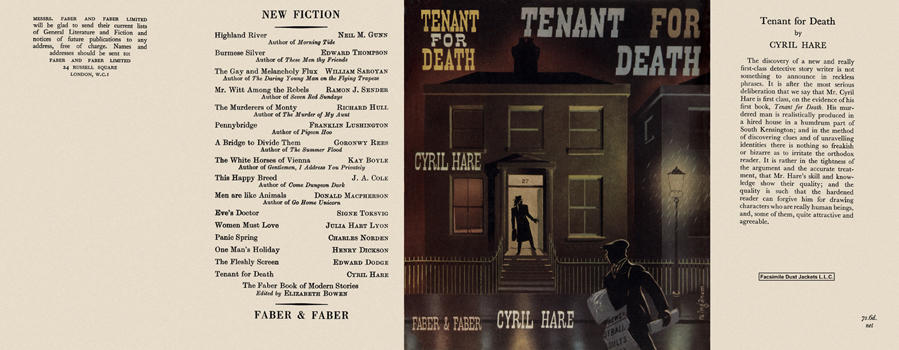 MESSRS. FABER AND FABER LIMITED
will be glad to send their current lists
of General Literature and Fiction and
notices of future publications to any
address, free of charge. Names and
addresses should be sent to:
FABER AND FABER LIMITED
24 RUSSELL SQUARE
LONDON, W.C.1
NEW FICTION
Highland River NEIL M. GUNN
Author of Morning Tide
Burmese Silver EDWARD THOMPSON
Author of These Men thy Friends
The Gay and Melancholy Flux WILLIAM SAROYAN
Author of The Daring Young Men on the Flying Trapeze
Mr. Witt Among the Rebels RAMON J. SENDER
Author of Seven Red Sundays
The Murderers of Monty RICHARD HULL
Author of The Murder of My Aunt
Pennybridge FRANKLIN LUSHINGTON
Author of Pigeon Hoo
A Bridge to Divide Them GORONWY REES
Author of The Summer Flood
The White Horses of Vienna KAY BOYLE
Author of Gentlemen, I Address You Privately
This Happy Breed J. A. COLE
Author of Come Dungeon Dark
Men are like Animals DONALD MACPHERSON
Author of Go Home Unicorn
Eve's Doctor SIGNE TOKSVIG
Women Must Love JULIA HART LYON
Panic Spring CHARLES NORDEN
One Man's Holiday HENRY DICKSON
The Fleshly Screen EDWARD DODGE
Tenant for Death CYRIL HARE
The Faber Book of Modern Stories
Edited by ELIZABETH BOWEN
FABER & FABER
TENANT
FOR
DEATH
CYRIL HARE
FABER & FABER
TENANT FOR
DEATH
27
CYRIL HARE
Tenant for Death
by
CYRIL HARE
The discovery of a new and really
first-class detective story writer is not
something to announce in reckless
phrases. It is after the most serious
deliberation that we say that Mr. Cyril
Hare is first class, on the evidence of his
first book, Tenant for Death. His mur-
dered man is realistically produced in
a hired house in a humdrum part of
South Kensington; and in the method
of discovering clues and of unravelling
identities there is nothing so freakish
or bizarre as to irritate the orthodox
reader. It is rather in the tightness of
the argument and the accurate treat-
ment, that Mr. Hare's skill and know-
ledge show their quality; and the
quality is such that the hardened
reader can forgive him for drawing
characters who are really human beings,
and, some of them, quite attractive and
agreeable.
Facsimile Dust Jackets L.L.C.
7s. 6d.
net